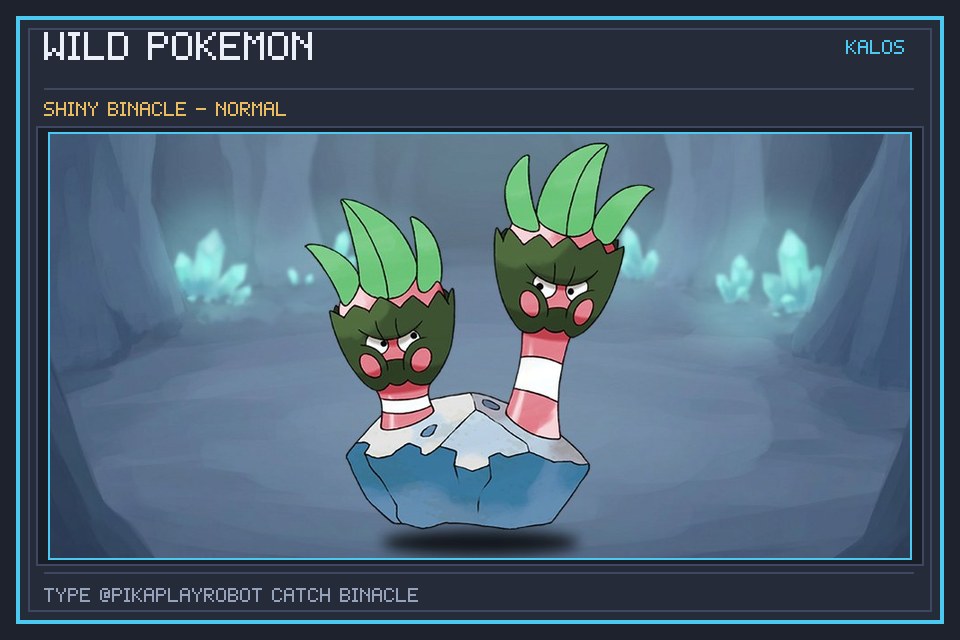 WILD POKEMON
KALOS
SHINY BINACLE - NORMAL
TYPE @PIKAPLAYROBOT CATCH BINACLE